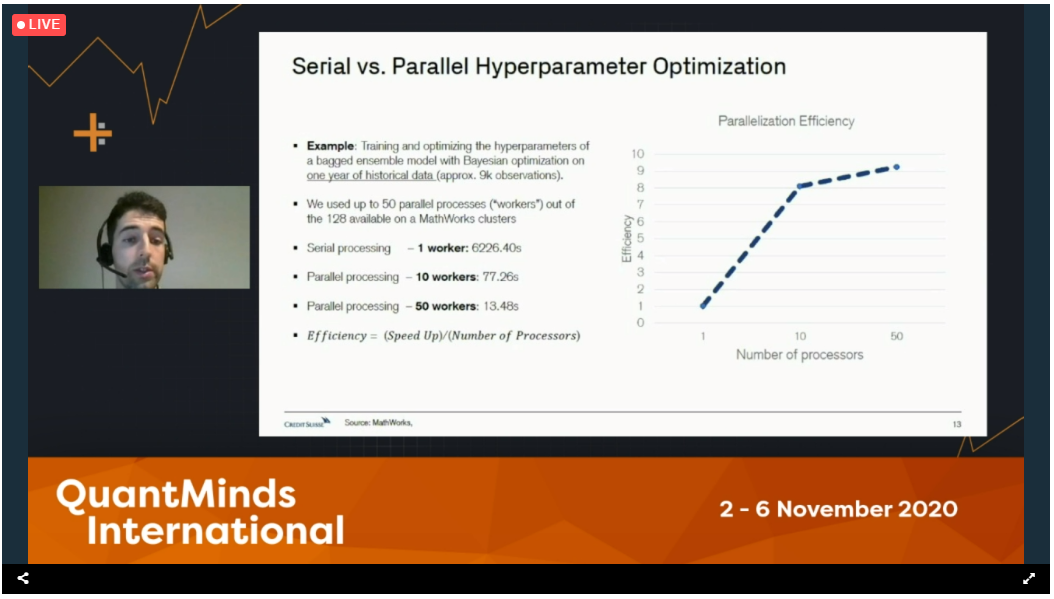 LIVE
Serial vs. Parallel Hyperparameter Optimization
▪ Example: Training and optimizing the hyperparameters of
a bagged ensemble model with Bayesian optimization on
one year of historical data (approx. 9k observations).
▪ We used up to 50 parallel processes ("workers") out of
the 128 available on a MathWorks clusters
▪ Serial processing – 1 worker: 6226.40s
▪ Parallel processing – 10 workers: 77.26s
▪ Parallel processing – 50 workers: 13.48s
▪ Efficiency = (Speed Up)/(Number of Processors)
Parallelization Efficiency
Efficiency
10
9
8
7
6
5
4
3
2
1
0
1 10 50
Number of processors
CREDIT SUISSE Source: MathWorks, 13
QuantMinds
International
2 - 6 November 2020